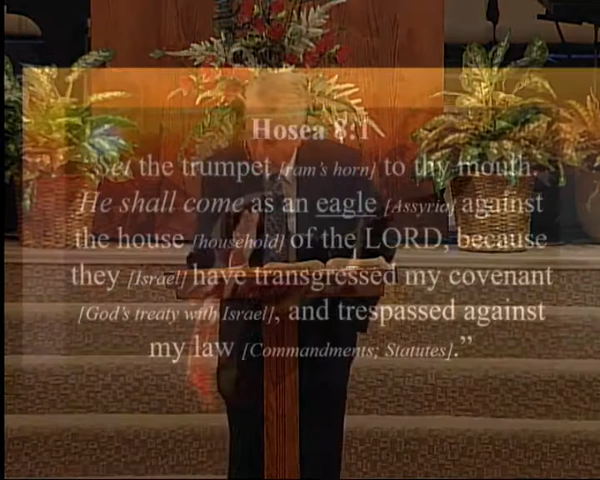 Hosea 8:1
"Set the trumpet [ram's horn] to thy mouth.
He shall come as an eagle [Assyria] against
the house [household] of the LORD, because
they [Israel] have transgressed my covenant
[God's treaty with Israel], and trespassed against
my law [Commandments; Statutes]."